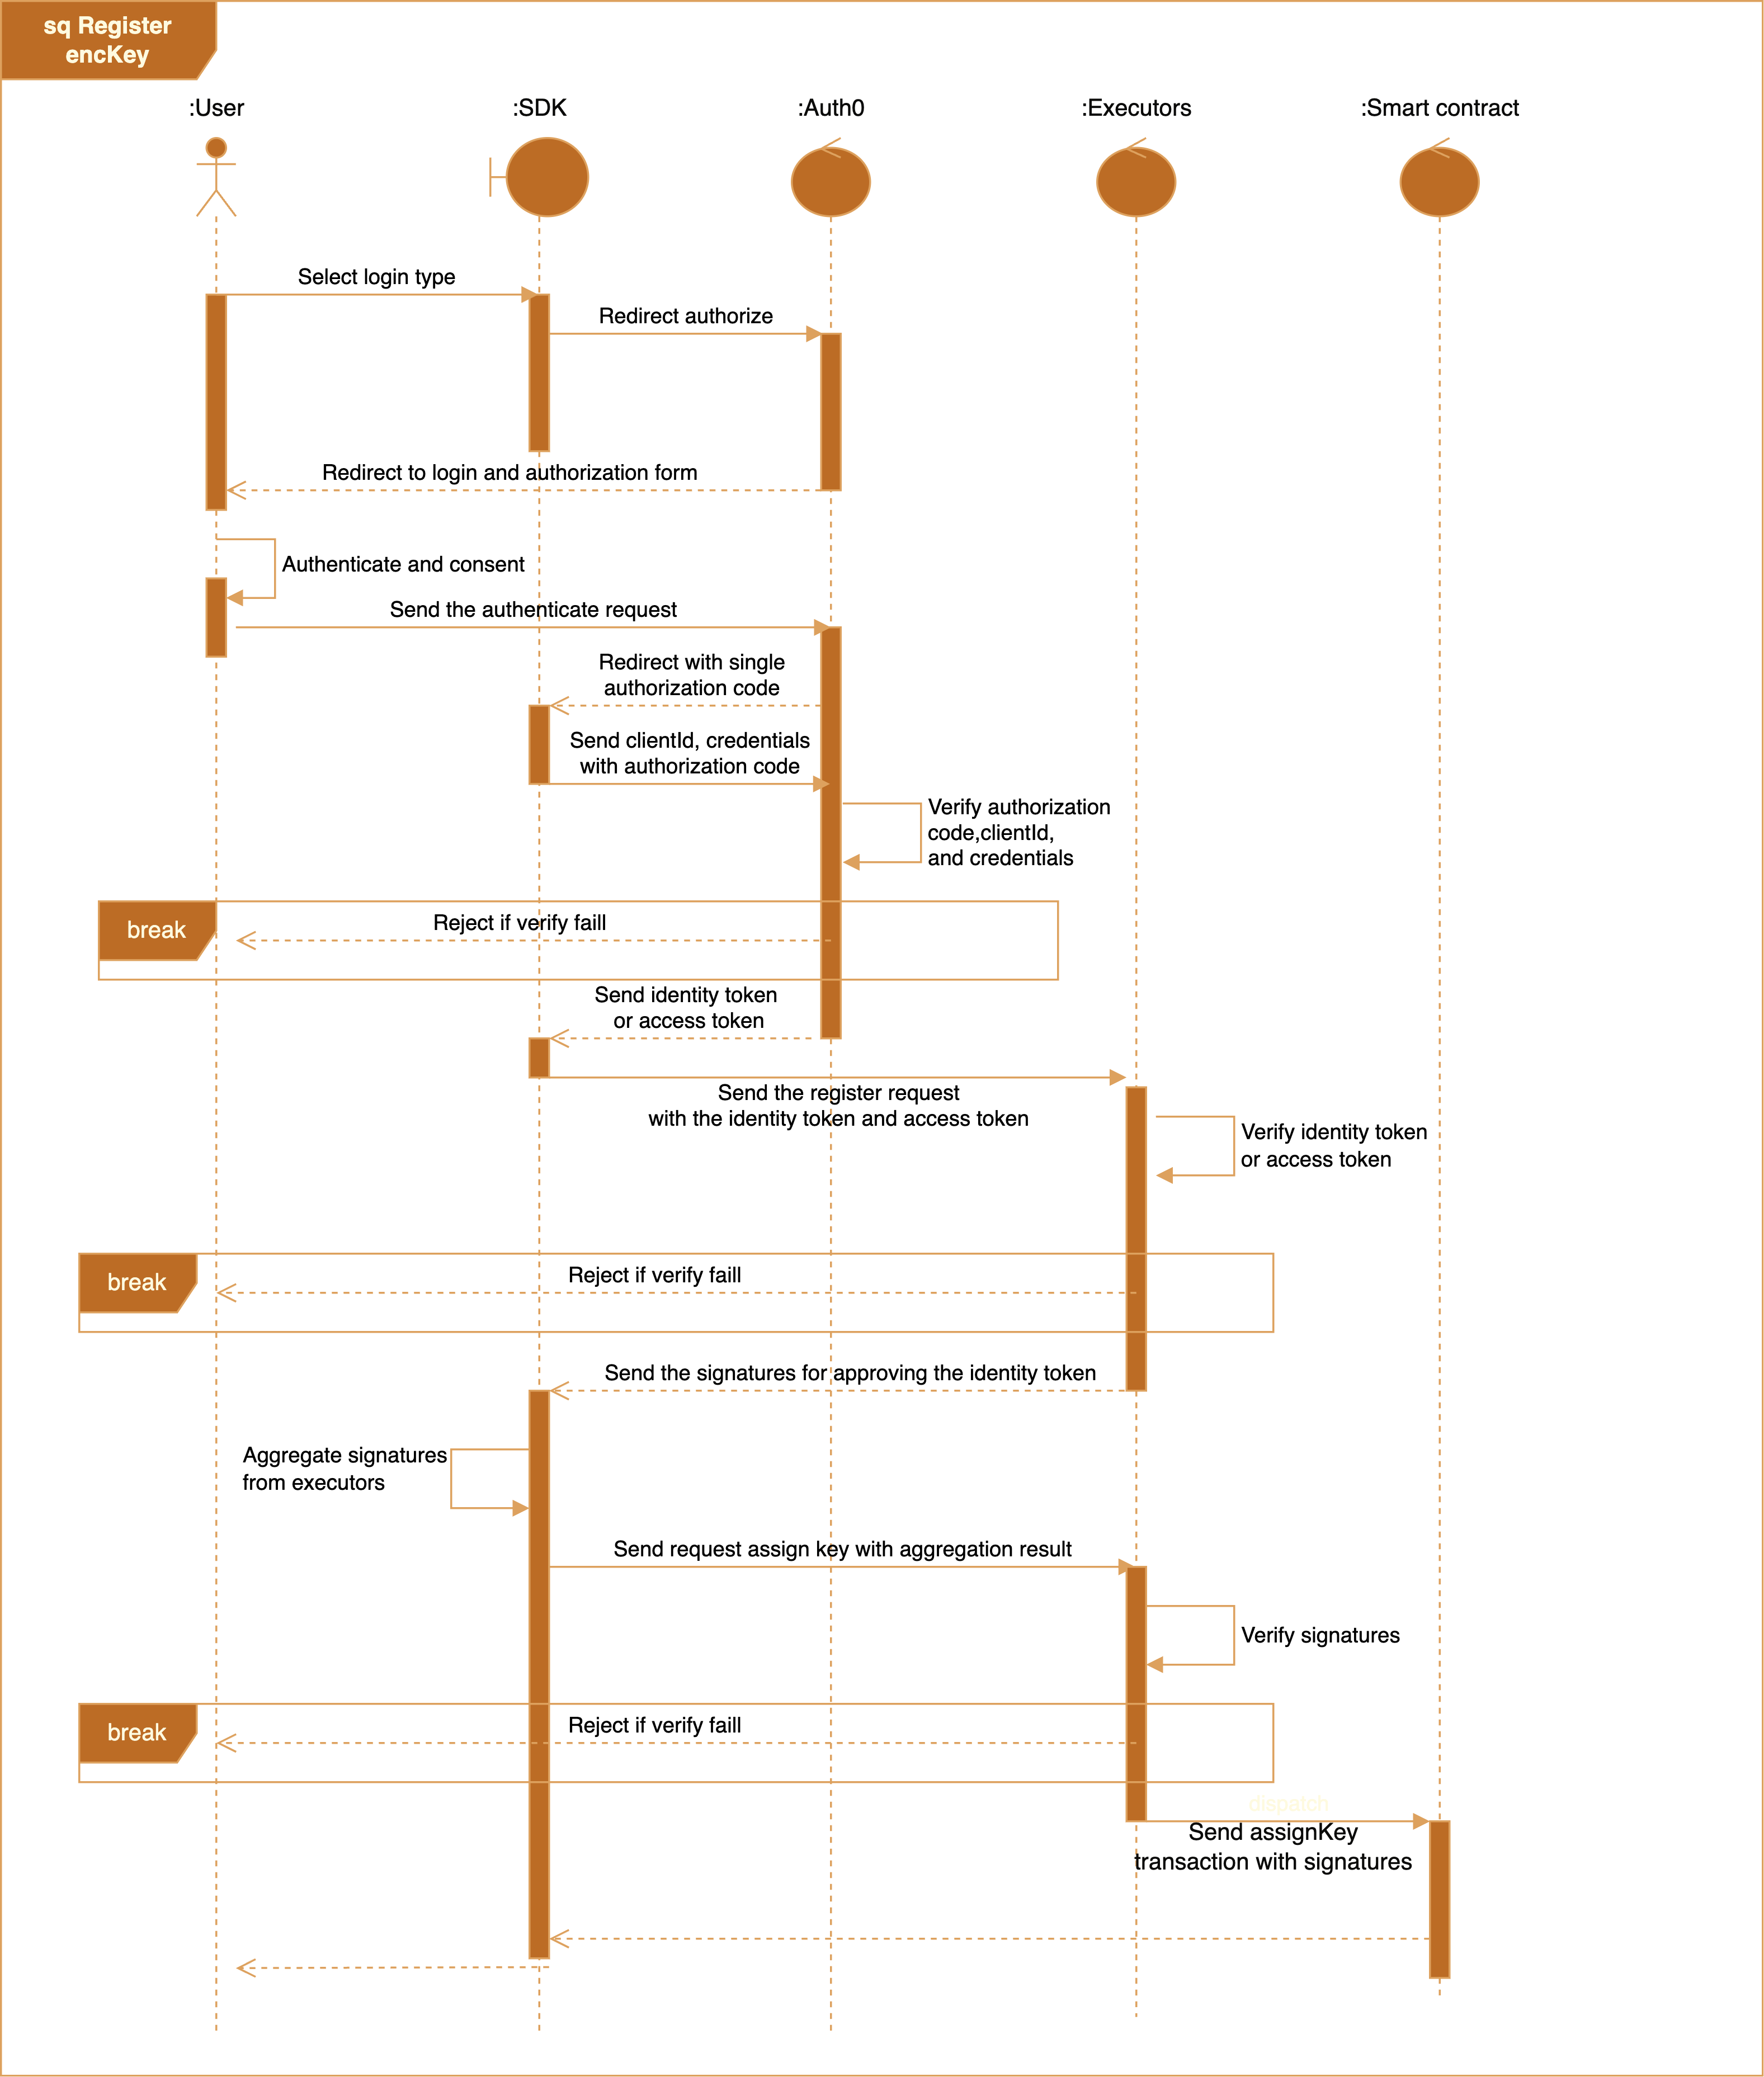 sq Register
encKey
:User
:SDK
:Auth0
:Executors
:Smart contract
Select login type
Redirect authorize
Redirect to login and authorization form
Authenticate and consent
Send the authenticate request
Redirect with single
authorization code
Send clientId, credentials
with authorization code
Verify authorization
code,clientId,
and credentials
break
Reject if verify faill
Send identity token
or access token
Send the register request
with the identity token and access token
Verify identity token
or access token
break
Reject if verify faill
Send the signatures for approving the identity token
Aggregate signatures
from executors
Send request assign key with aggregation result
Verify signatures
break
Reject if verify faill
dispatch
Send assignKey
transaction with signatures